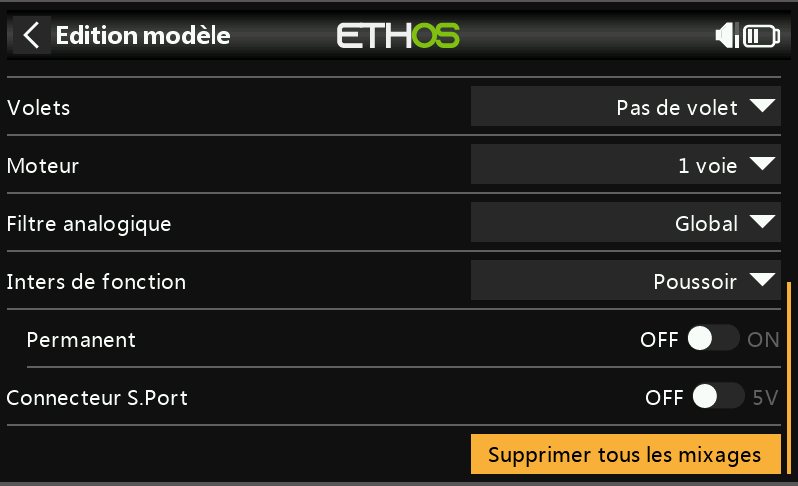 Edition modèle
ETHOS
Volets
Pas de volet
Moteur
1 voie
Filtre analogique
Global
Inters de fonction
Poussoir
Permanent
OFF
ON
Connecteur S.Port
OFF
5V
Supprimer tous les mixages